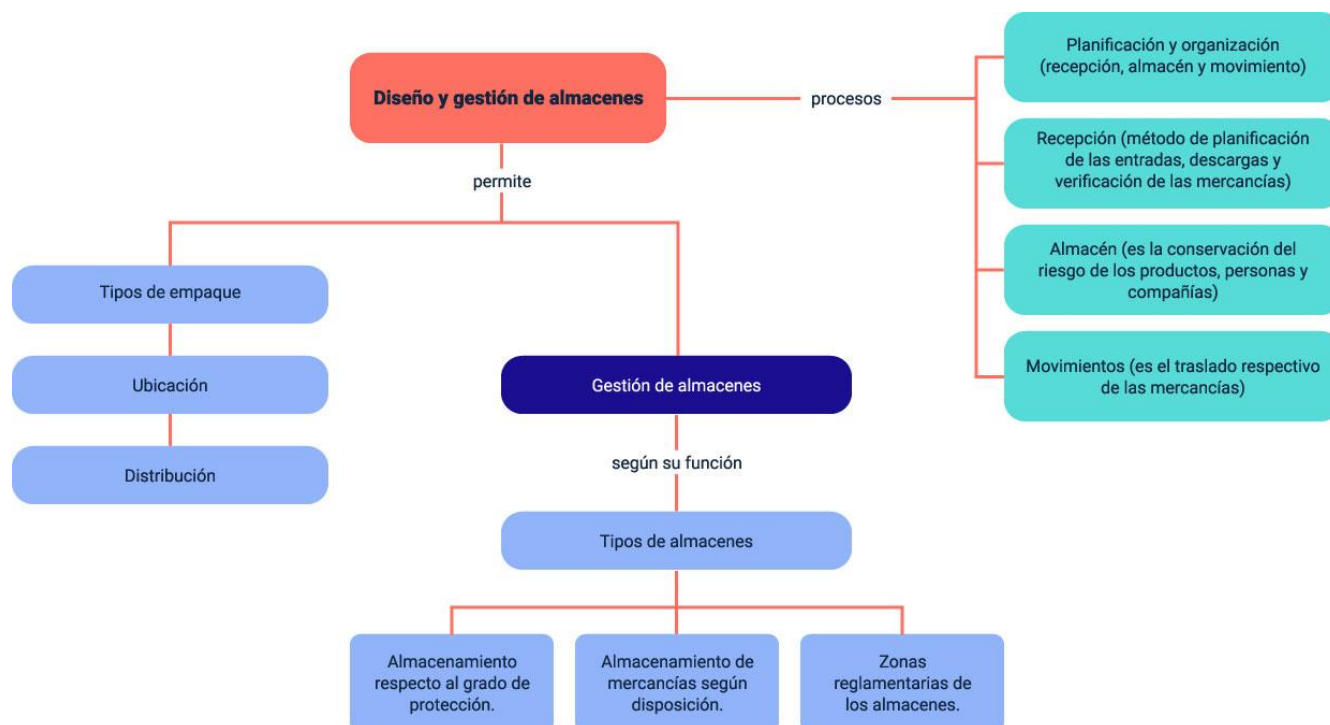 Diseño y gestión de almacenes
procesos
Planificación y organización
(recepción, almacén y movimiento)
Recepción (método de planificación
de las entradas, descargas y
verificación de las mercancías)
Almacén (es la conservación del
riesgo de los productos, personas y
compañías)
Movimientos (es el traslado respectivo
de las mercancías)
permite
Tipos de empaque
Ubicación
Distribución
Gestión de almacenes
según su función
Tipos de almacenes
Almacenamiento
respecto al grado de
protección.
Almacenamiento de
mercancías según
disposición.
Zonas
reglamentarias de
los almacenes.